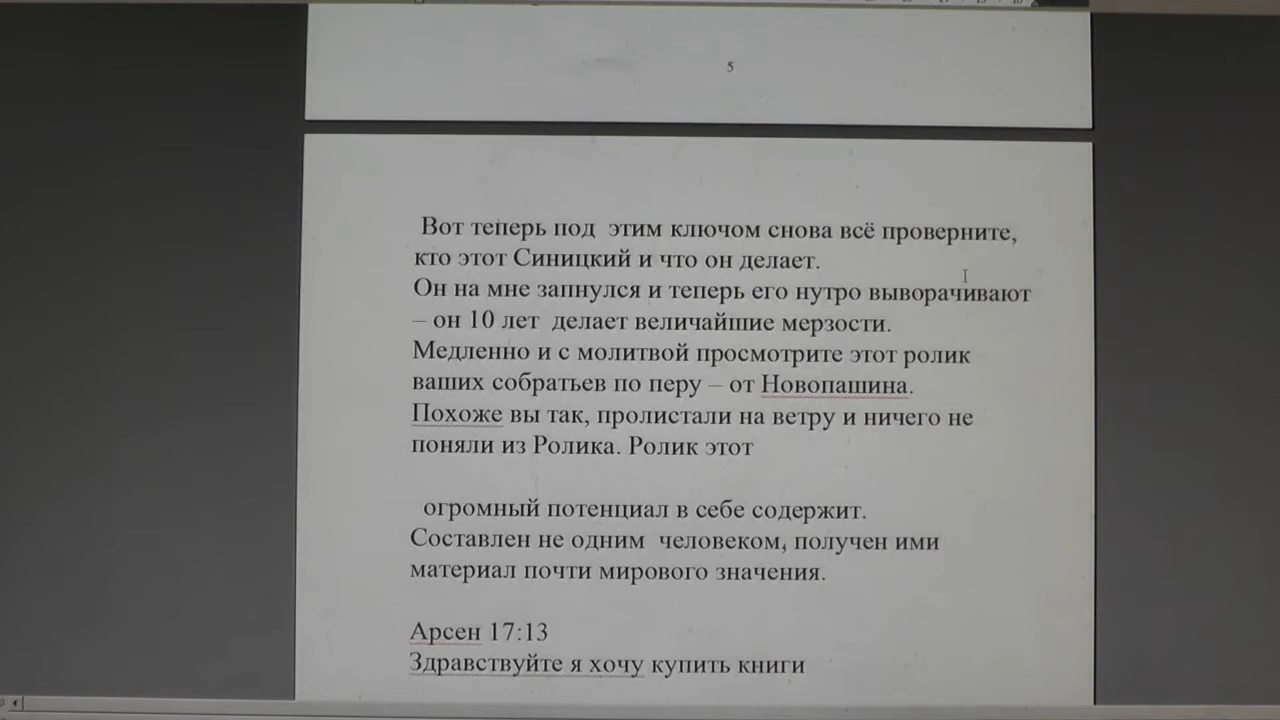 5
Вот теперь под этим ключом снова всё проверните,
кто этот Синицкий и что он делает.
Он на мне запнулся и теперь его нутро выворачивают
– он 10 лет делает величайшие мерзости.
Медленно и с молитвой просмотрите этот ролик
ваших собратьев по перу – от Новопашина.
Похоже вы так, пролистали на ветру и ничего не
поняли из Ролика. Ролик этот
огромный потенциал в себе содержит.
Составлен не одним человеком, получен ими
материал почти мирового значения.
Арсен 17:13
Здравствуйте я хочу купить книги